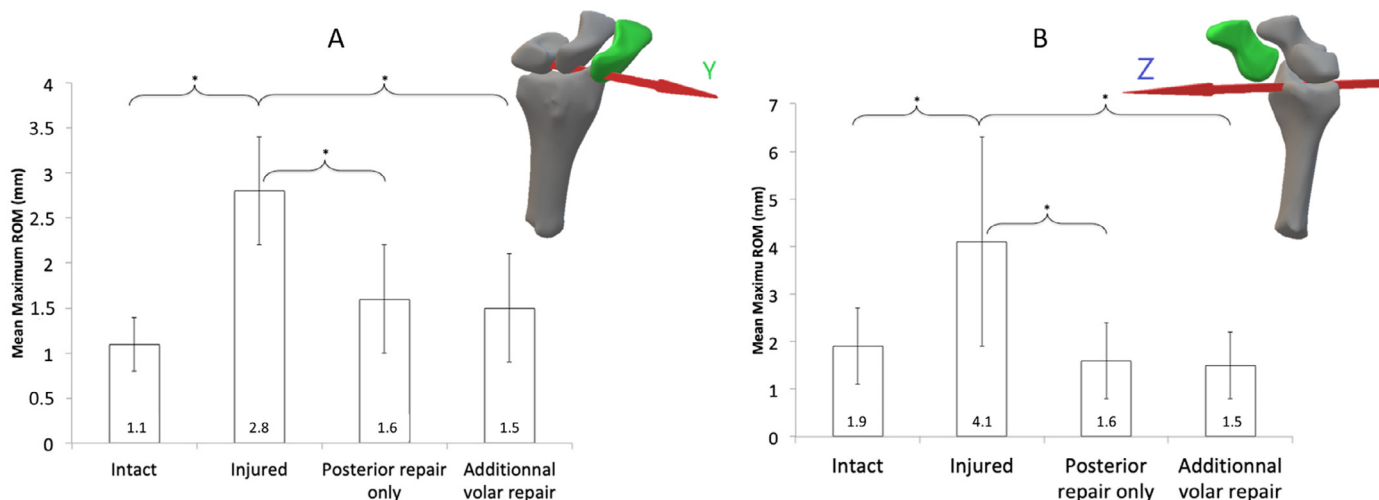 A
Y
Mean Maximum ROM (mm)
4
3.5
3
2.5
2
1.5
1
0.5
0
*
*
*
1.1
2.8
1.6
1.5
Intact
Injured
Posterior repair
only
Additionnal
volar repair
B
Z
Mean Maximu ROM (mm)
7
6
5
4
3
2
1
0
*
*
*
1.9
4.1
1.6
1.5
Intact
Injured
Posterior
repair only
Additionnal
volar repair